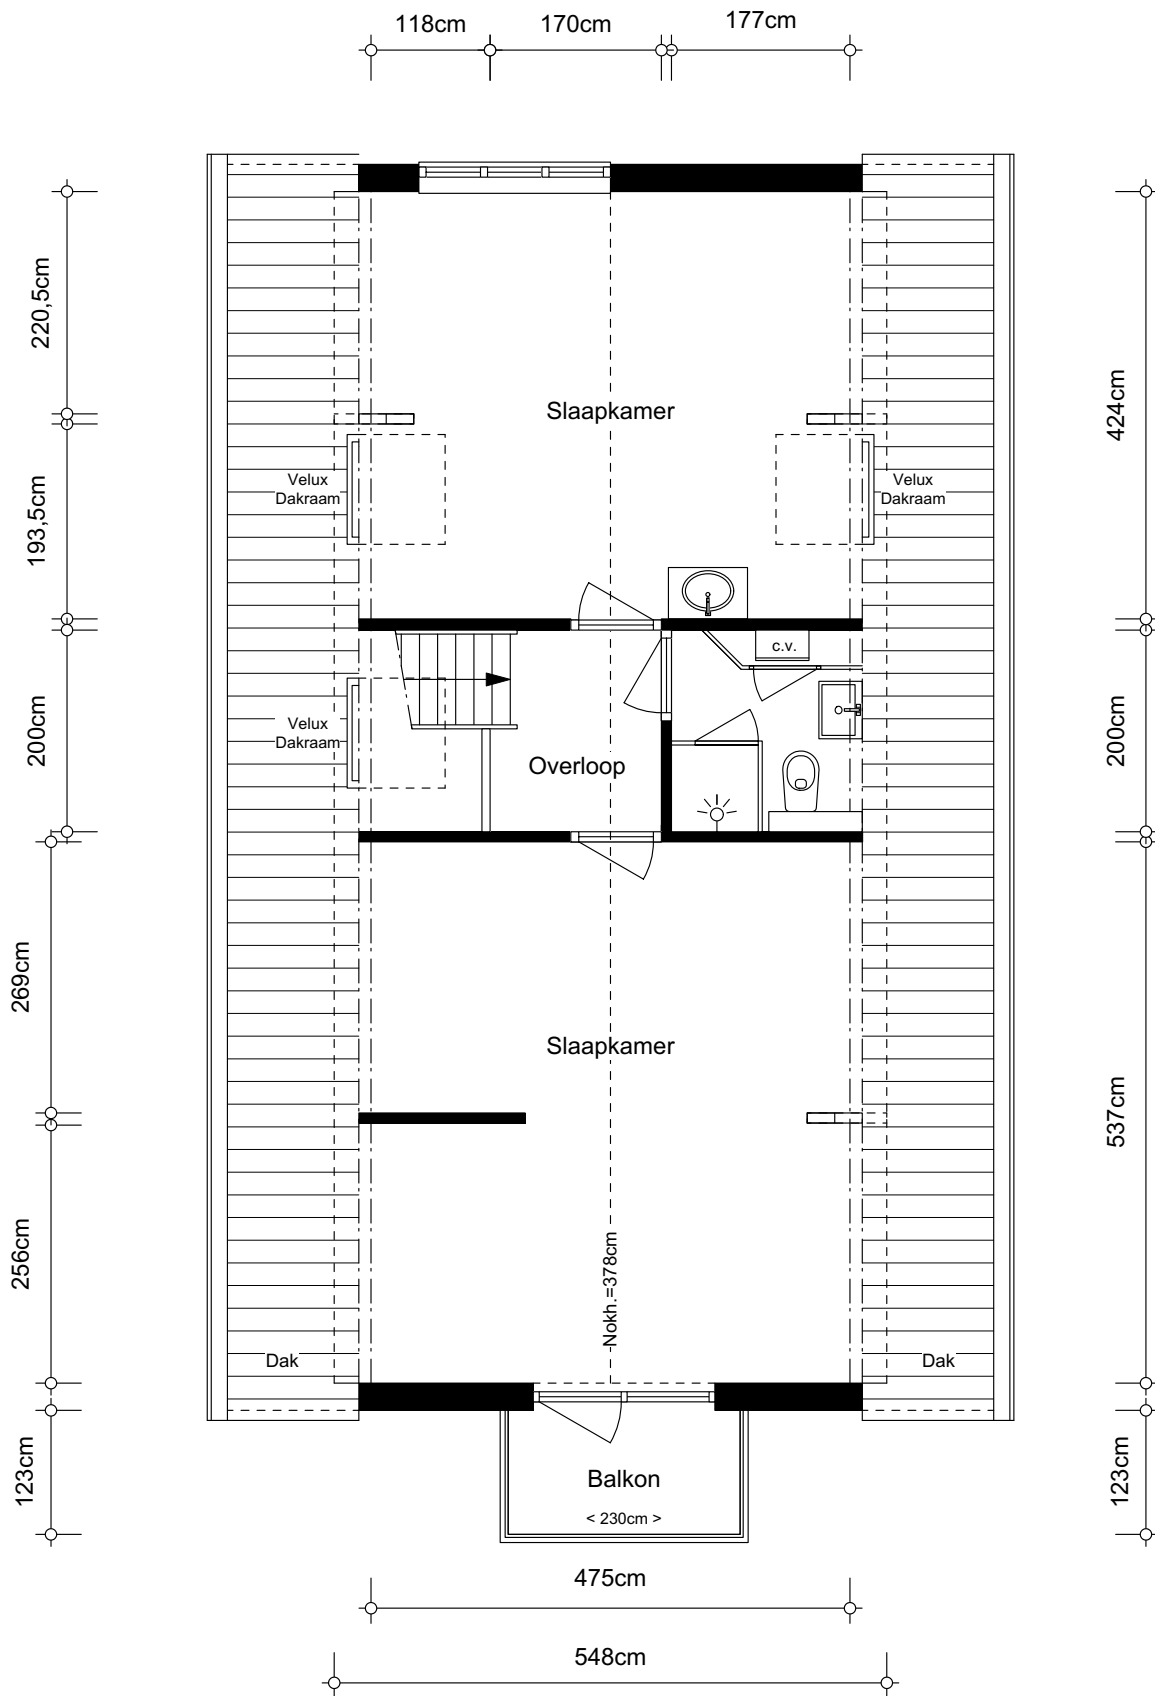 118cm
170cm
177cm
220,5cm
193,5cm
200cm
269cm
256cm
123cm
Slaapkamer
Velux
Dakraam
Velux
Dakraam
c.v.
Velux
Dakraam
Overloop
Slaapkamer
Nokh.=378cm
Dak
Dak
Balkon
< 230cm >
424cm
200cm
537cm
123cm
475cm
548cm